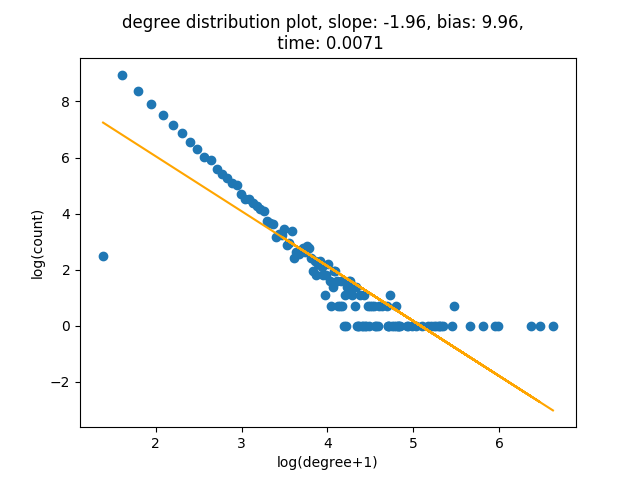 degree distribution plot, slope: -1.96, bias: 9.96,
time: 0.0071
8
6
4
2
0
−2
log(count)
2
3
4
5
6
log(degree+1)